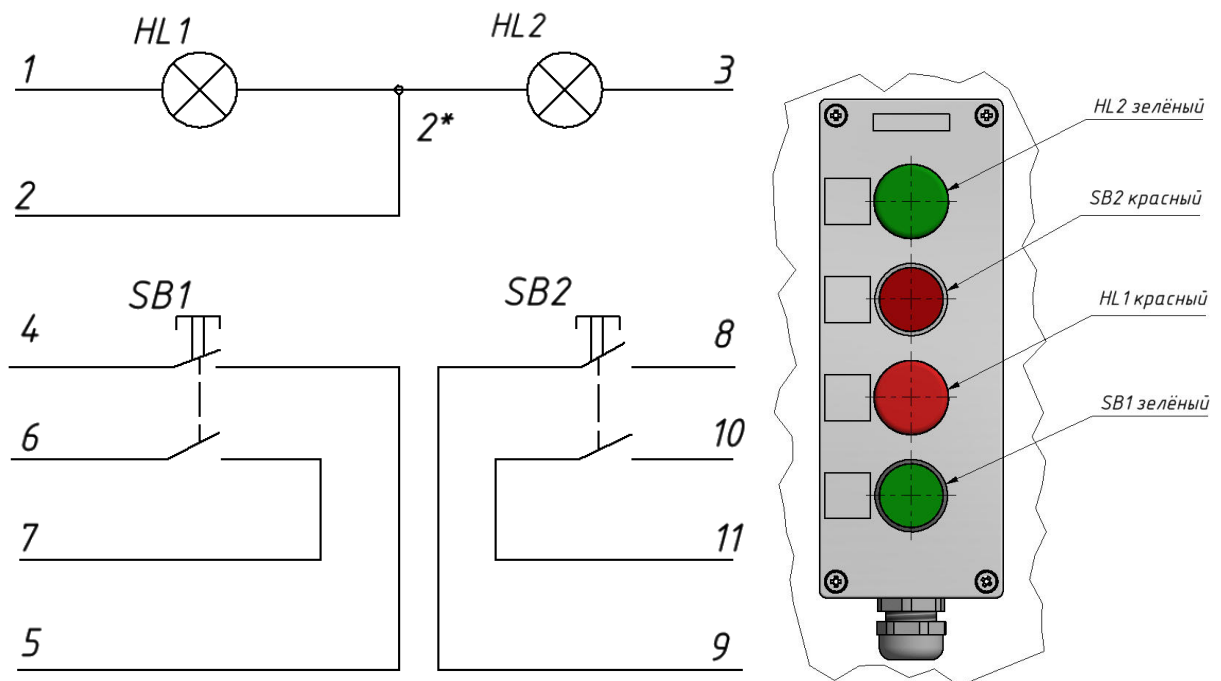 HL1
HL2
1
3
2*
2
SB1
SB2
4
8
6
10
7
11
5
9
HL2 зелёный
SB2 красный
HL1 красный
SB1 зелёный